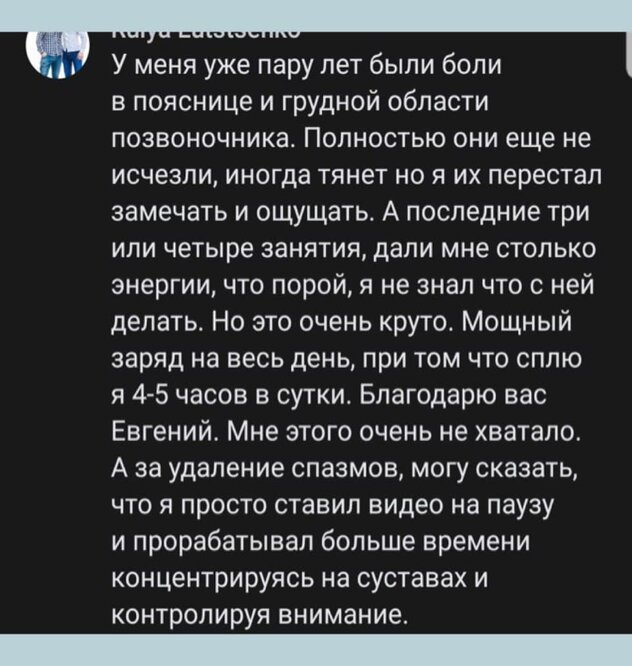 У меня уже пару лет были боли
в пояснице и грудной области
позвоночника. Полностью они еще не
исчезли, иногда тянет но я их перестал
замечать и ощущать. А последние три
или четыре занятия, дали мне столько
энергии, что порой, я не знал что с ней
делать. Но это очень круто. Мощный
заряд на весь день, при том что сплю
я 4-5 часов в сутки. Благодарю вас
Евгений. Мне этого очень не хватало.
А за удаление спазмов, могу сказать,
что я просто ставил видео на паузу
и прорабатывал больше времени
концентрируясь на суставах и
контролируя внимание.